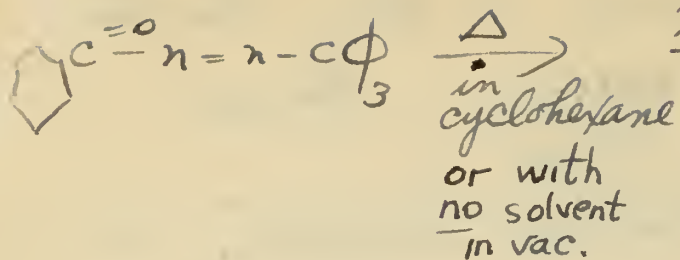 C=O – n = n – Cϕ3 Δ
in
cyclohexane
or with
no solvent
in vac.